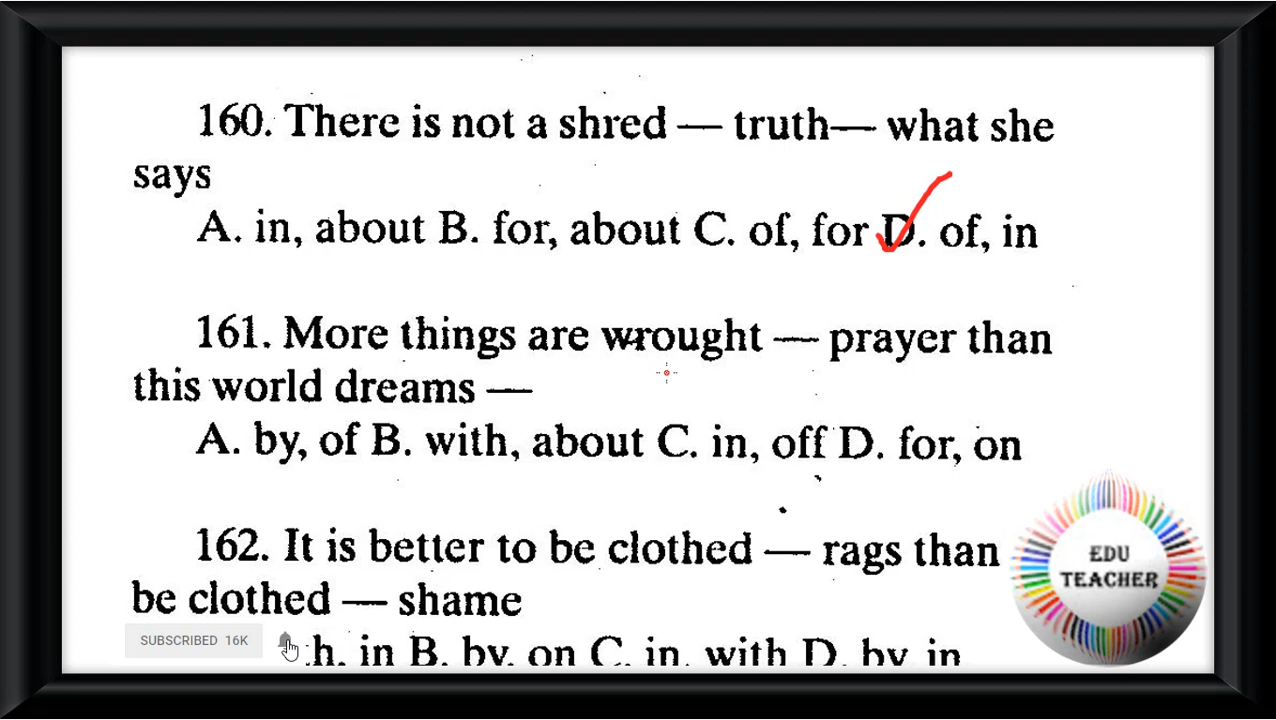 160. There is not a shred — truth— what she
says
A. in, about B. for, about C. of, for D. of, in
161. More things are wrought — prayer than
this world dreams —
A. by, of B. with, about C. in, off D. for, on
162. It is better to be clothed — rags than
be clothed — shame
h. in B. by. on C. in. with D. by in
EDU
TEACHER
SUBSCRIBED 16K